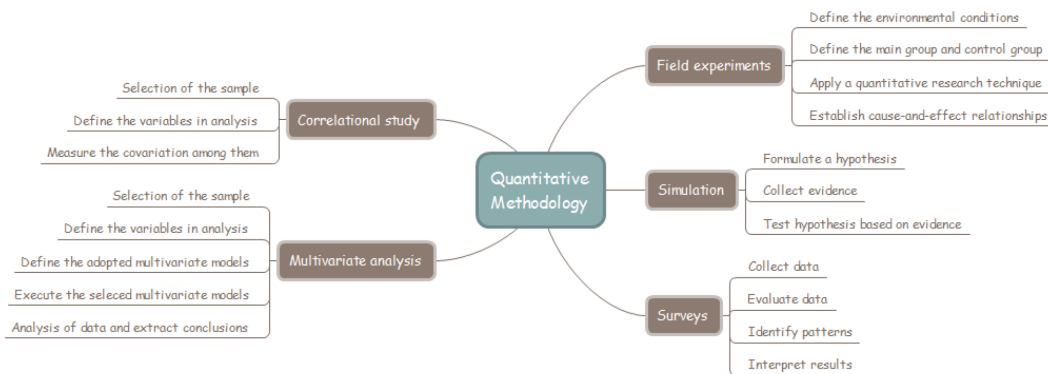 Quantitative
Methodology
Correlational study
Selection of the sample
Define the variables in analysis
Measure the covariation among them
Multivariate analysis
Selection of the sample
Define the variables in analysis
Define the adopted multivariate models
Execute the seleced multivariate models
Analysis of data and extract conclusions
Field experiments
Define the environmental conditions
Define the main group and control group
Apply a quantitative research technique
Establish cause-and-effect relationships
Simulation
Formulate a hypothesis
Collect evidence
Test hypothesis based on evidence
Surveys
Collect data
Evaluate data
Identify patterns
Interpret results